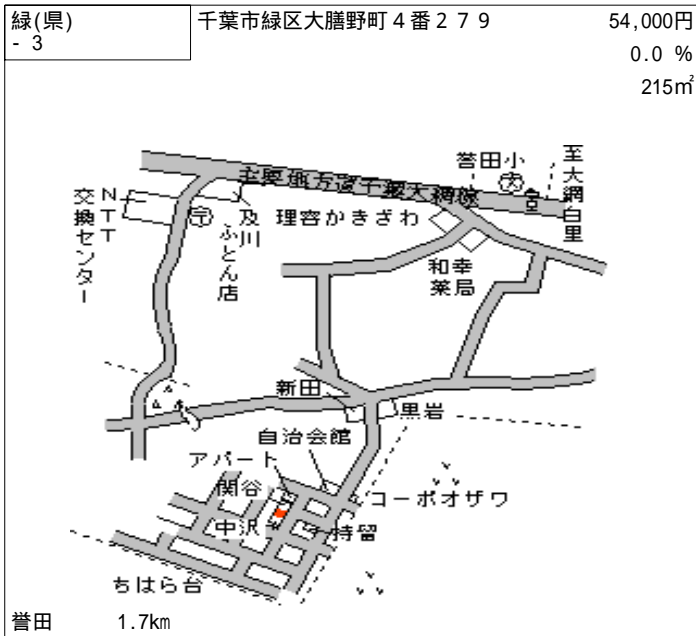 緑(県)
- 3
千葉市緑区大膳野町4番279
54,000円
0.0 %
215㎡
主要地方道千葉大網線
誉田小
文
至大網白里
NTT
交換センター
〒
及川
ふとん店
理容かきざわ
和幸
薬局
新田
黒岩
自治会館
アパート
関谷
コーポオザワ
中沢
持留
ちはら台
誉田 1.7km